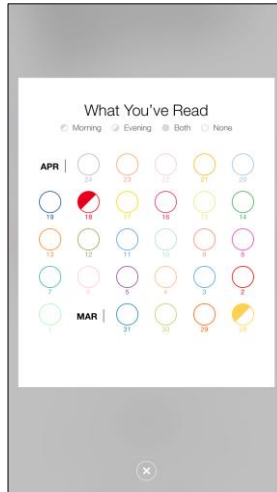 What You've Read
Morning Evening Both None
APR
24 23 22 21 20
19 18 17 16 15 14
13 12 11 10 9 8
7 6 5 4 3 2
MAR
1 31 30 29 28